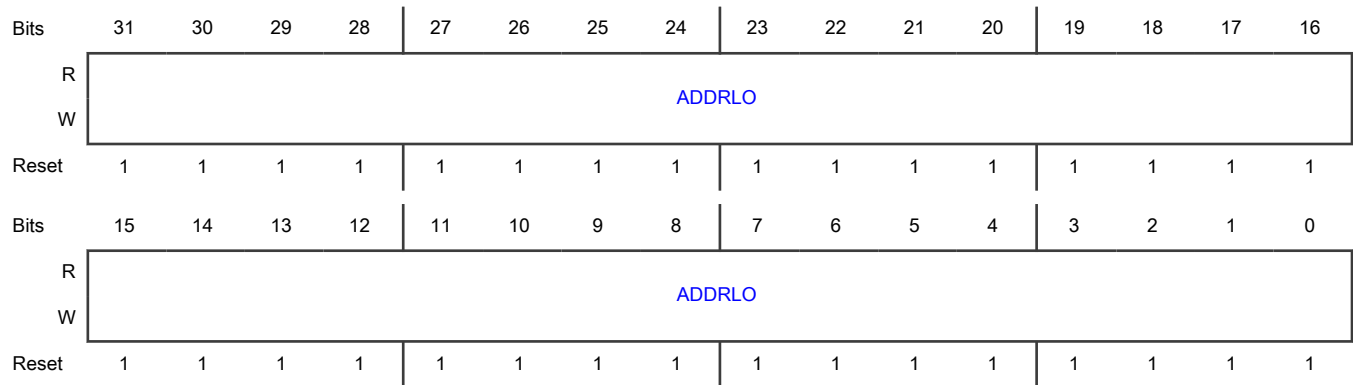 Bits 31 30 29 28 27 26 25 24 23 22 21 20 19 18 17 16
R
ADDRLO
W
Reset 1 1 1 1 1 1 1 1 1 1 1 1 1 1 1 1
Bits 15 14 13 12 11 10 9 8 7 6 5 4 3 2 1 0
R
ADDRLO
W
Reset 1 1 1 1 1 1 1 1 1 1 1 1 1 1 1 1